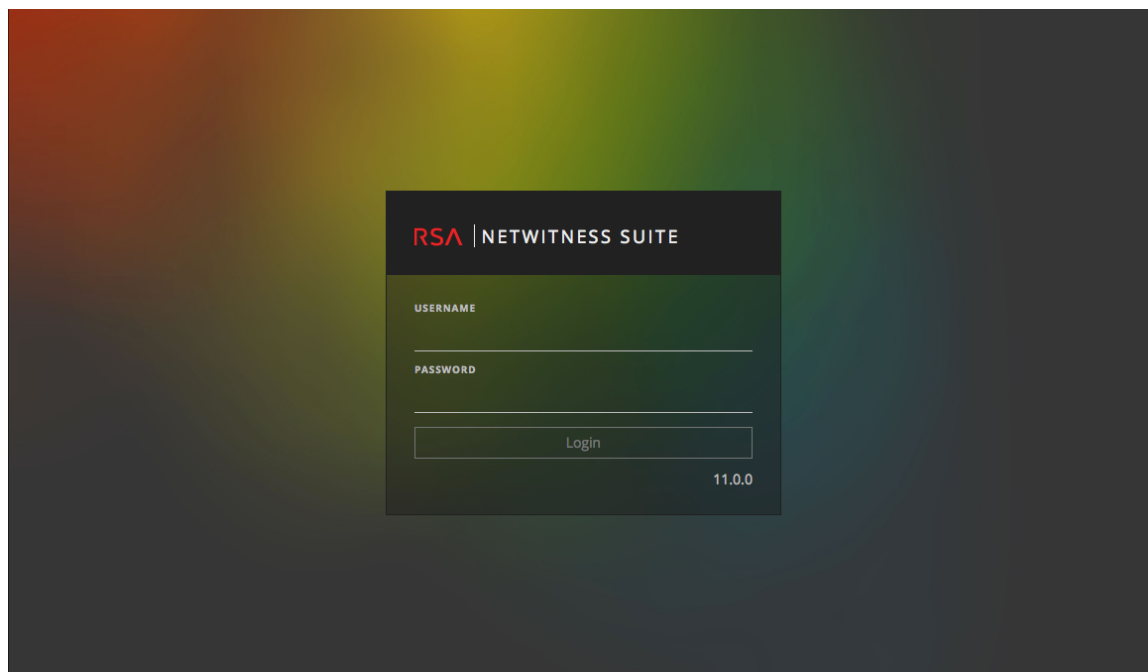 RSA | NETWITNESS SUITE
USERNAME
PASSWORD
Login
11.0.0